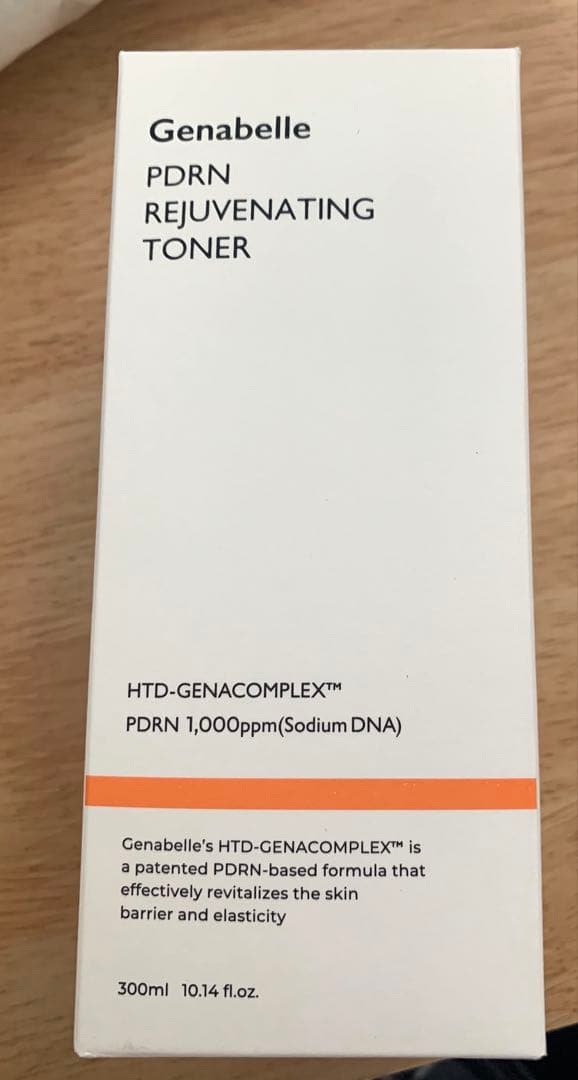 Genabelle
PDRN
REJUVENATING
TONER
HTD-GENACOMPLEX™
PDRN 1,000ppm(Sodium DNA)
Genabelle's HTD-GENACOMPLEX™ is
a patented PDRN-based formula that
effectively revitalizes the skin
barrier and elasticity
300ml 10.14 fl.oz.